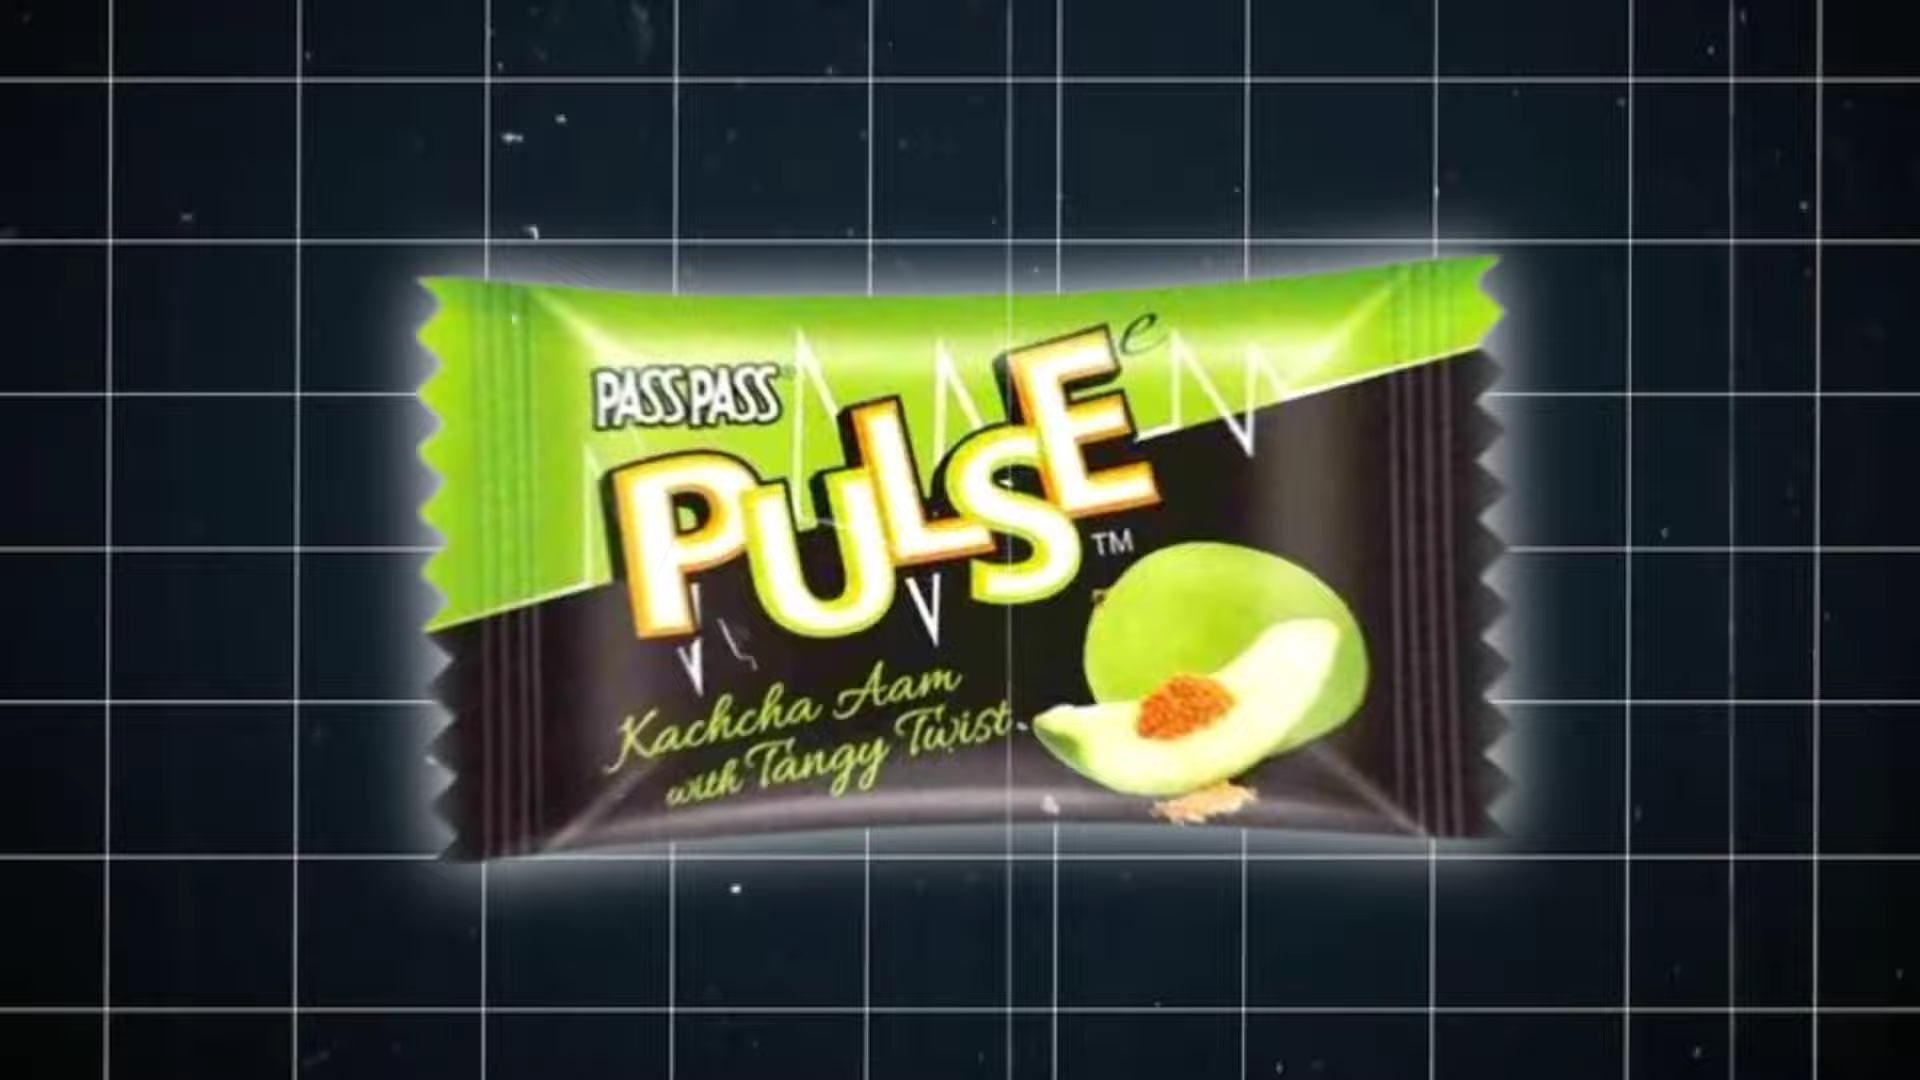 PASS PASS
PULSE
TM
Kachcha Aam
with Tangy Twist